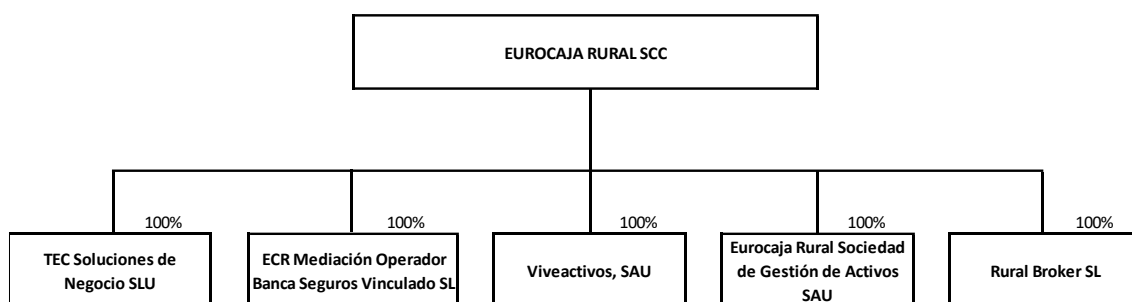 EUROCAJA RURAL SCC
100%
100%
100%
100%
100%
TEC Soluciones de
Negocio SLU
ECR Mediación Operador
Banca Seguros Vinculado SL
Viveactivos, SAU
Eurocaja Rural Sociedad
de Gestión de Activos
SAU
Rural Broker SL